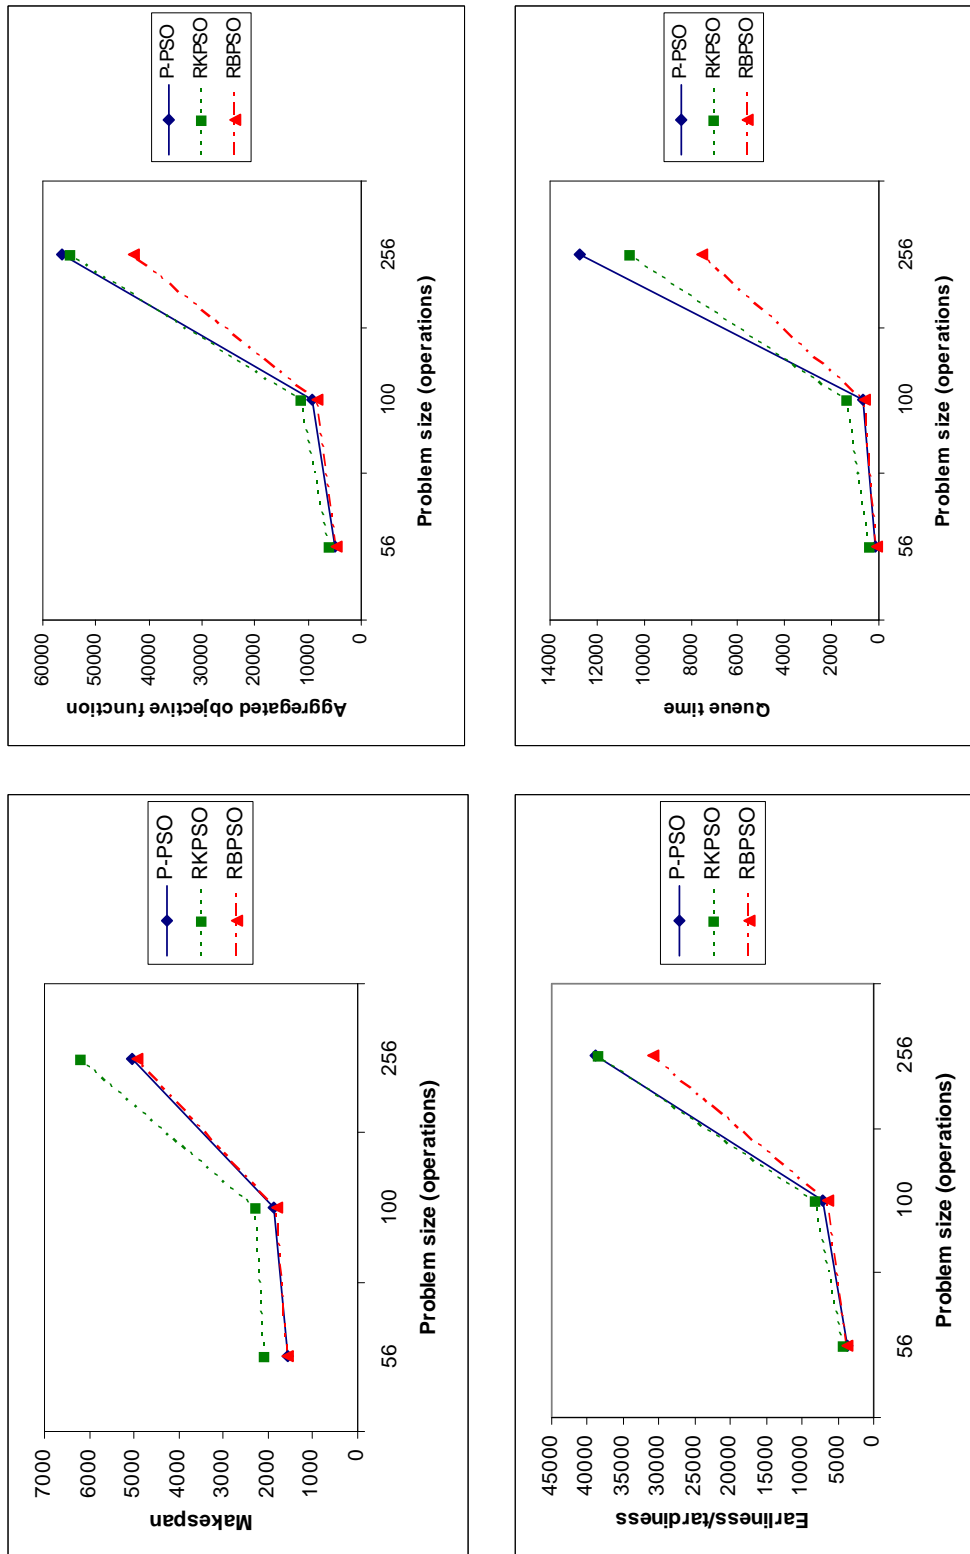 Makespan
7000
6000
5000
4000
3000
2000
1000
0
56
100
256
Problem size (operations)
P-PSO
RKPSO
RBPSO
Aggregated objective function
60000
50000
40000
30000
20000
10000
0
56
100
256
Problem size (operations)
P-PSO
RKPSO
RBPSO
Earliness/tardiness
45000
40000
35000
30000
25000
20000
15000
10000
5000
0
56
100
256
Problem size (operations)
P-PSO
RKPSO
RBPSO
Queue time
14000
12000
10000
8000
6000
4000
2000
0
56
100
256
Problem size (operations)
P-PSO
RKPSO
RBPSO